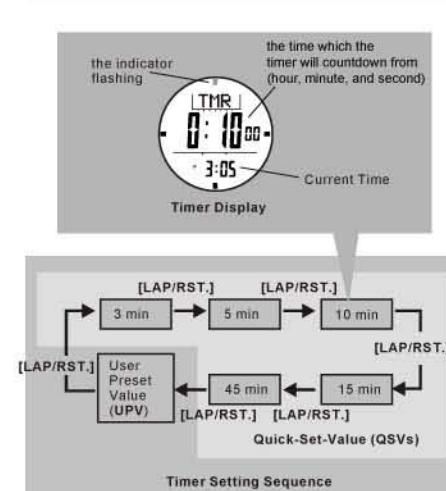 the indicator
flashing
the time which the
timer will countdown from
(hour, minute, and second)
TMR
0:10 00
3:05
Current Time
Timer Display
[LAP/RST.]
[LAP/RST.]
3 min
5 min
10 min
[LAP/RST.]
[LAP/RST.]
User
Preset
Value
(UPV)
45 min
15 min
[LAP/RST.]
[LAP/RST.]
Quick-Set-Value (QSVs)
Timer Setting Sequence